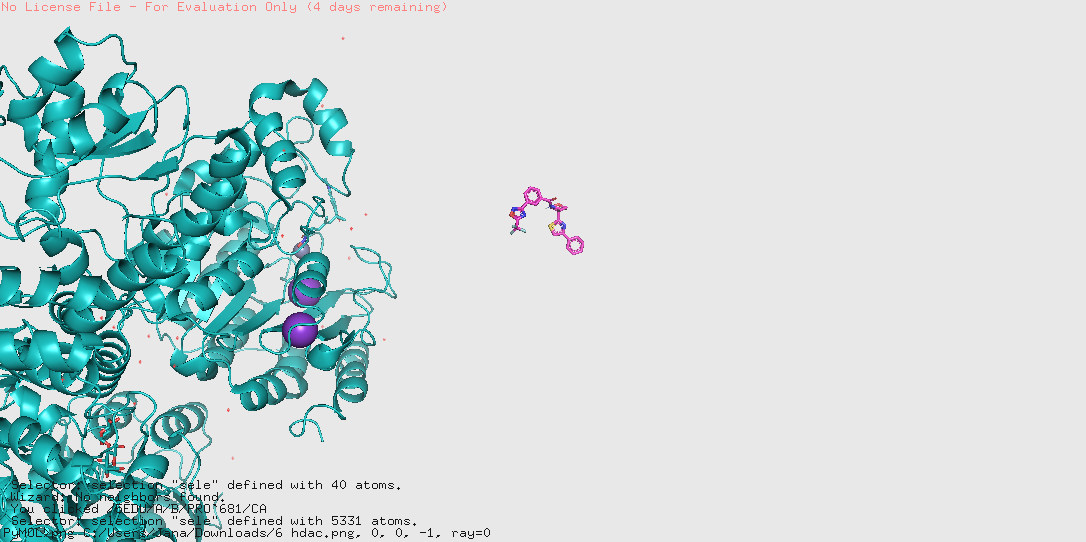 No License File - For Evaluation Only (4 days remaining)
Selector: selection "sele" defined with 40 atoms.
Wizard: No neighbors found.
You clicked /6EDU/A/B/PRO`681/CA
Selector: selection "sele" defined with 5331 atoms.
PyMOL>png C:/Users/Jana/Downloads/6 hdac.png, 0, 0, -1, ray=0